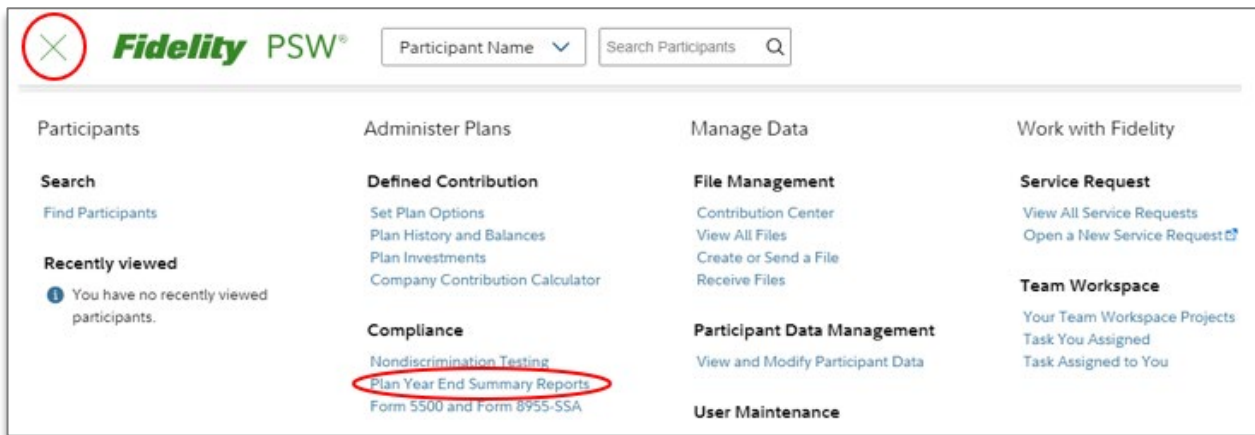 Fidelity PSW® Participant Name Search Participants
Participants
Search
Find Participants
Recently viewed
You have no recently viewed
participants.
Administer Plans
Defined Contribution
Set Plan Options
Plan History and Balances
Plan Investments
Company Contribution Calculator
Compliance
Nondiscrimination Testing
Plan Year End Summary Reports
Form 5500 and Form 8955-SSA
Manage Data
File Management
Contribution Center
View All Files
Create or Send a File
Receive Files
Participant Data Management
View and Modify Participant Data
User Maintenance
Work with Fidelity
Service Request
View All Service Requests
Open a New Service Request
Team Workspace
Your Team Workspace Projects
Task You Assigned
Task Assigned to You